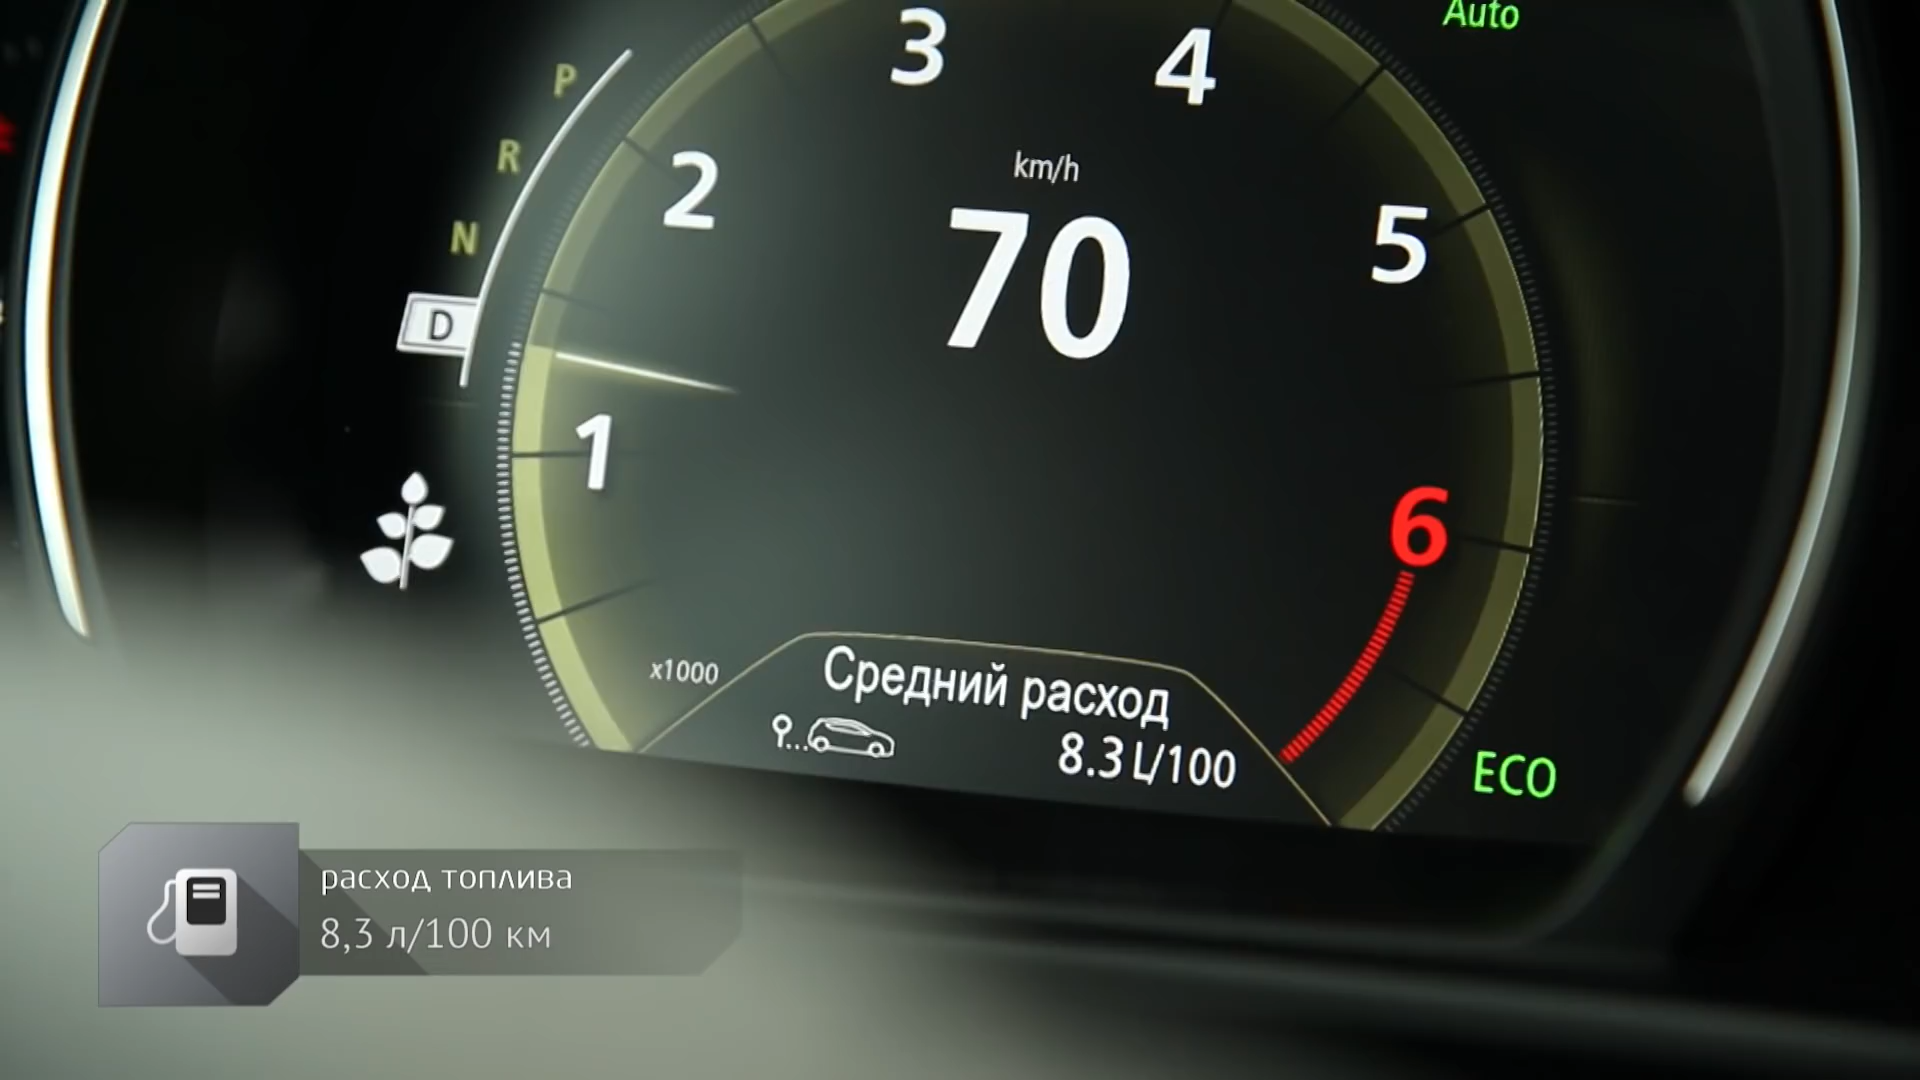 Auto
3
4
P
R
2
km/h
N
70
5
D
1
6
x1000
Средний расход
8.3 L/100
ECO
расход топлива
8,3 л/100 км